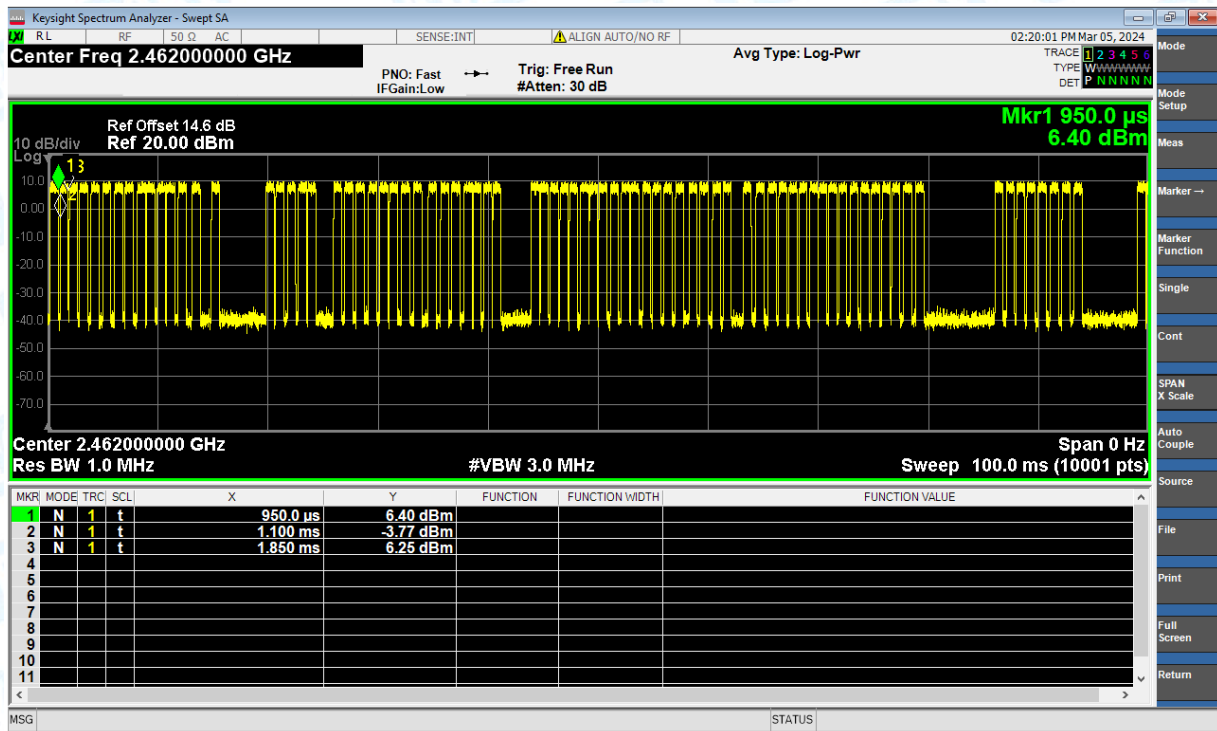 Keysight Spectrum Analyzer - Swept SA
LXI RL RF 50 Ω AC SENSE:INT ALIGN AUTO/NO RF 02:20:01 PM Mar 05, 2024
Center Freq 2.462000000 GHz
Avg Type: Log-Pwr
TRACE 1 2 3 4 5 6
TYPE WWWWWW
DET P N N N N N
PNO: Fast
IFGain:Low
Trig: Free Run
#Atten: 30 dB
Mkr1 950.0 µs
6.40 dBm
Ref Offset 14.6 dB
10 dB/div Ref 20.00 dBm
Log
1 3
2
10.0
0.00
-10.0
-20.0
-30.0
-40.0
-50.0
-60.0
-70.0
Center 2.462000000 GHz Span 0 Hz
Res BW 1.0 MHz #VBW 3.0 MHz Sweep 100.0 ms (10001 pts)
MKR MODE TRC SCL X Y FUNCTION FUNCTION WIDTH FUNCTION VALUE
1 N 1 t 950.0 µs 6.40 dBm
2 N 1 t 1.100 ms -3.77 dBm
3 N 1 t 1.850 ms 6.25 dBm
4
5
6
7
8
9
10
11
MSG STATUS
Mode
Mode
Setup
Meas
Marker →
Marker
Function
Single
Cont
SPAN
X Scale
Auto
Couple
Source
File
Print
Full
Screen
Return